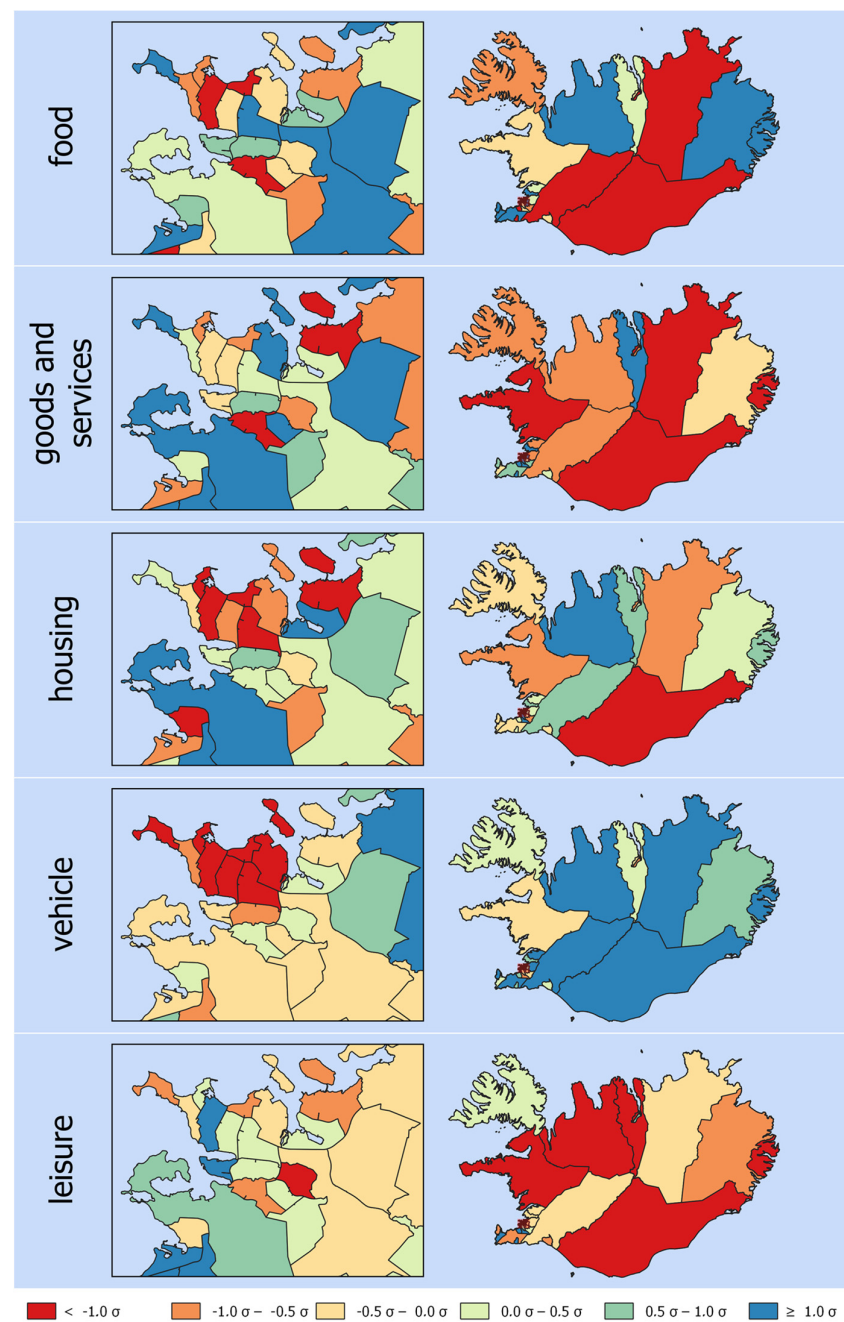 food
goods and
services
housing
vehicle
leisure
< -1.0 σ -1.0 σ – -0.5 σ -0.5 σ – 0.0 σ 0.0 σ – 0.5 σ 0.5 σ – 1.0 σ ≥ 1.0 σ